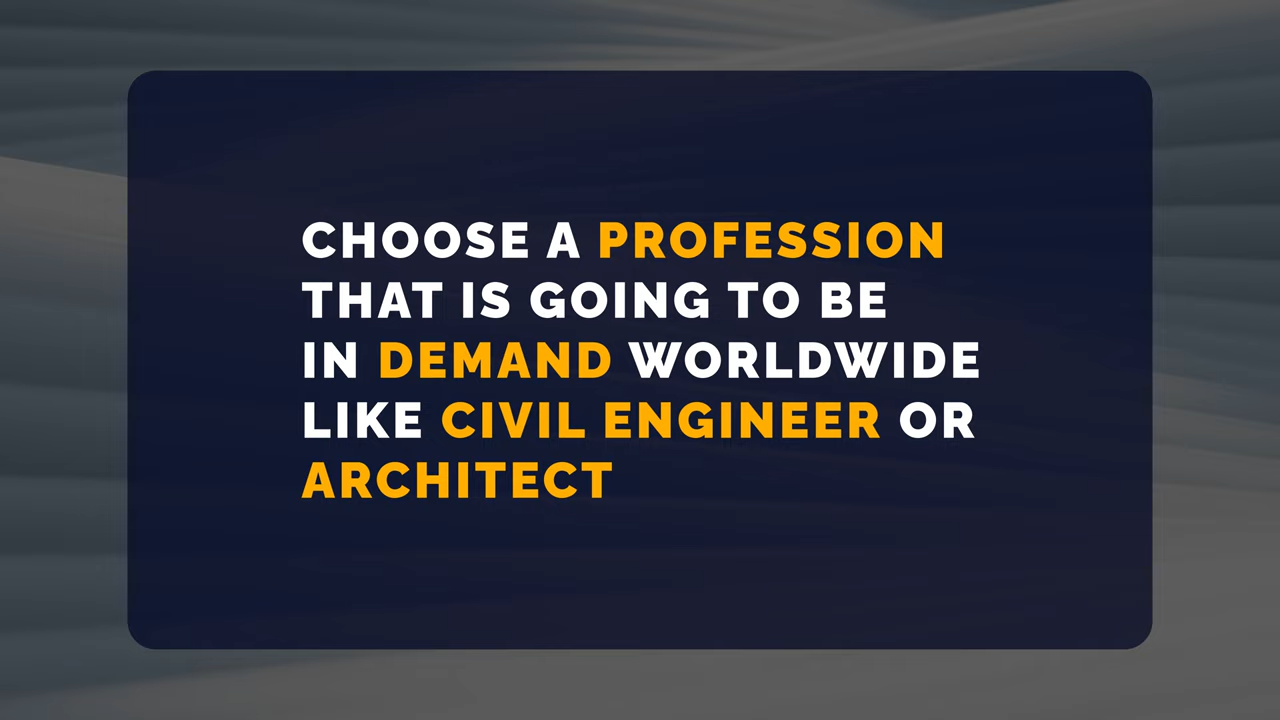 CHOOSE A PROFESSION
THAT IS GOING TO BE
IN DEMAND WORLDWIDE
LIKE CIVIL ENGINEER OR
ARCHITECT